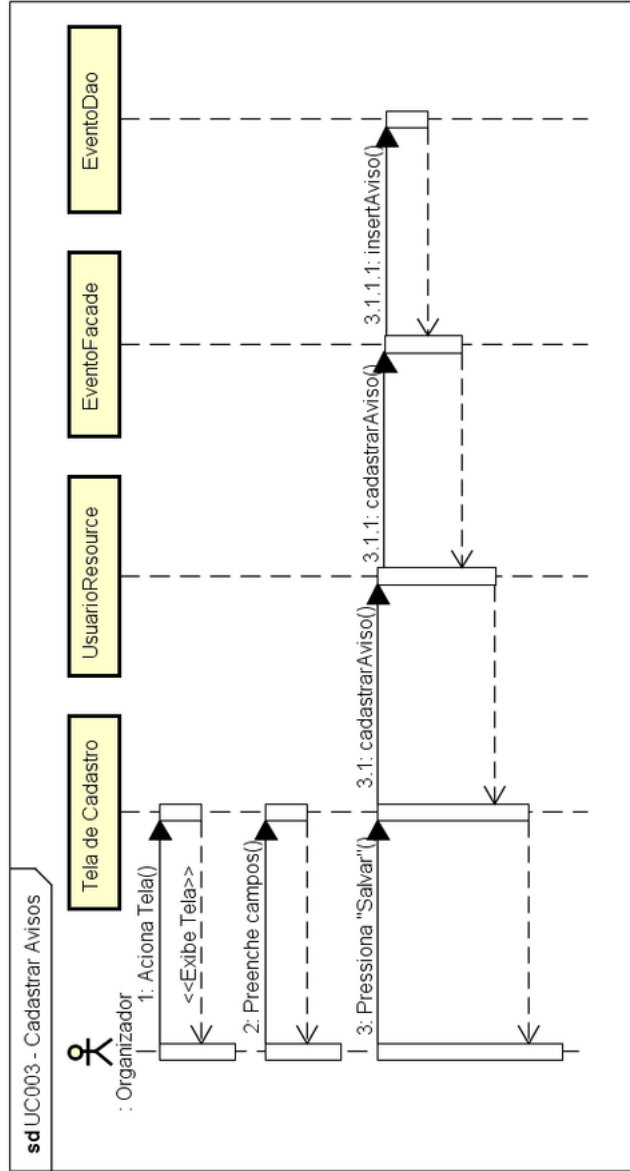 sd UC003 - Cadastrar Avisos
: Organizador
Tela de Cadastro
UsuarioResource
EventoFacade
EventoDao
1: Aciona Tela()
<<Exibe Tela>>
2: Preenche campos()
3: Pressiona "Salvar"()
3.1: cadastrarAviso()
3.1.1: cadastrarAviso()
3.1.1.1: insertAviso()